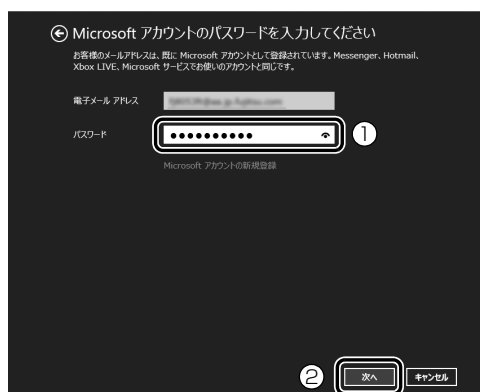 Microsoft アカウントのパスワードを入力してください
お客様のメールアドレスは、既に Microsoft アカウントとして登録されています。Messenger、Hotmail、
Xbox LIVE、Microsoft サービスでお使いのアカウントと同じです。
電子メール アドレス
パスワード ●●●●●●●●●● ①
Microsoft アカウントの新規登録
② 次へ キャンセル